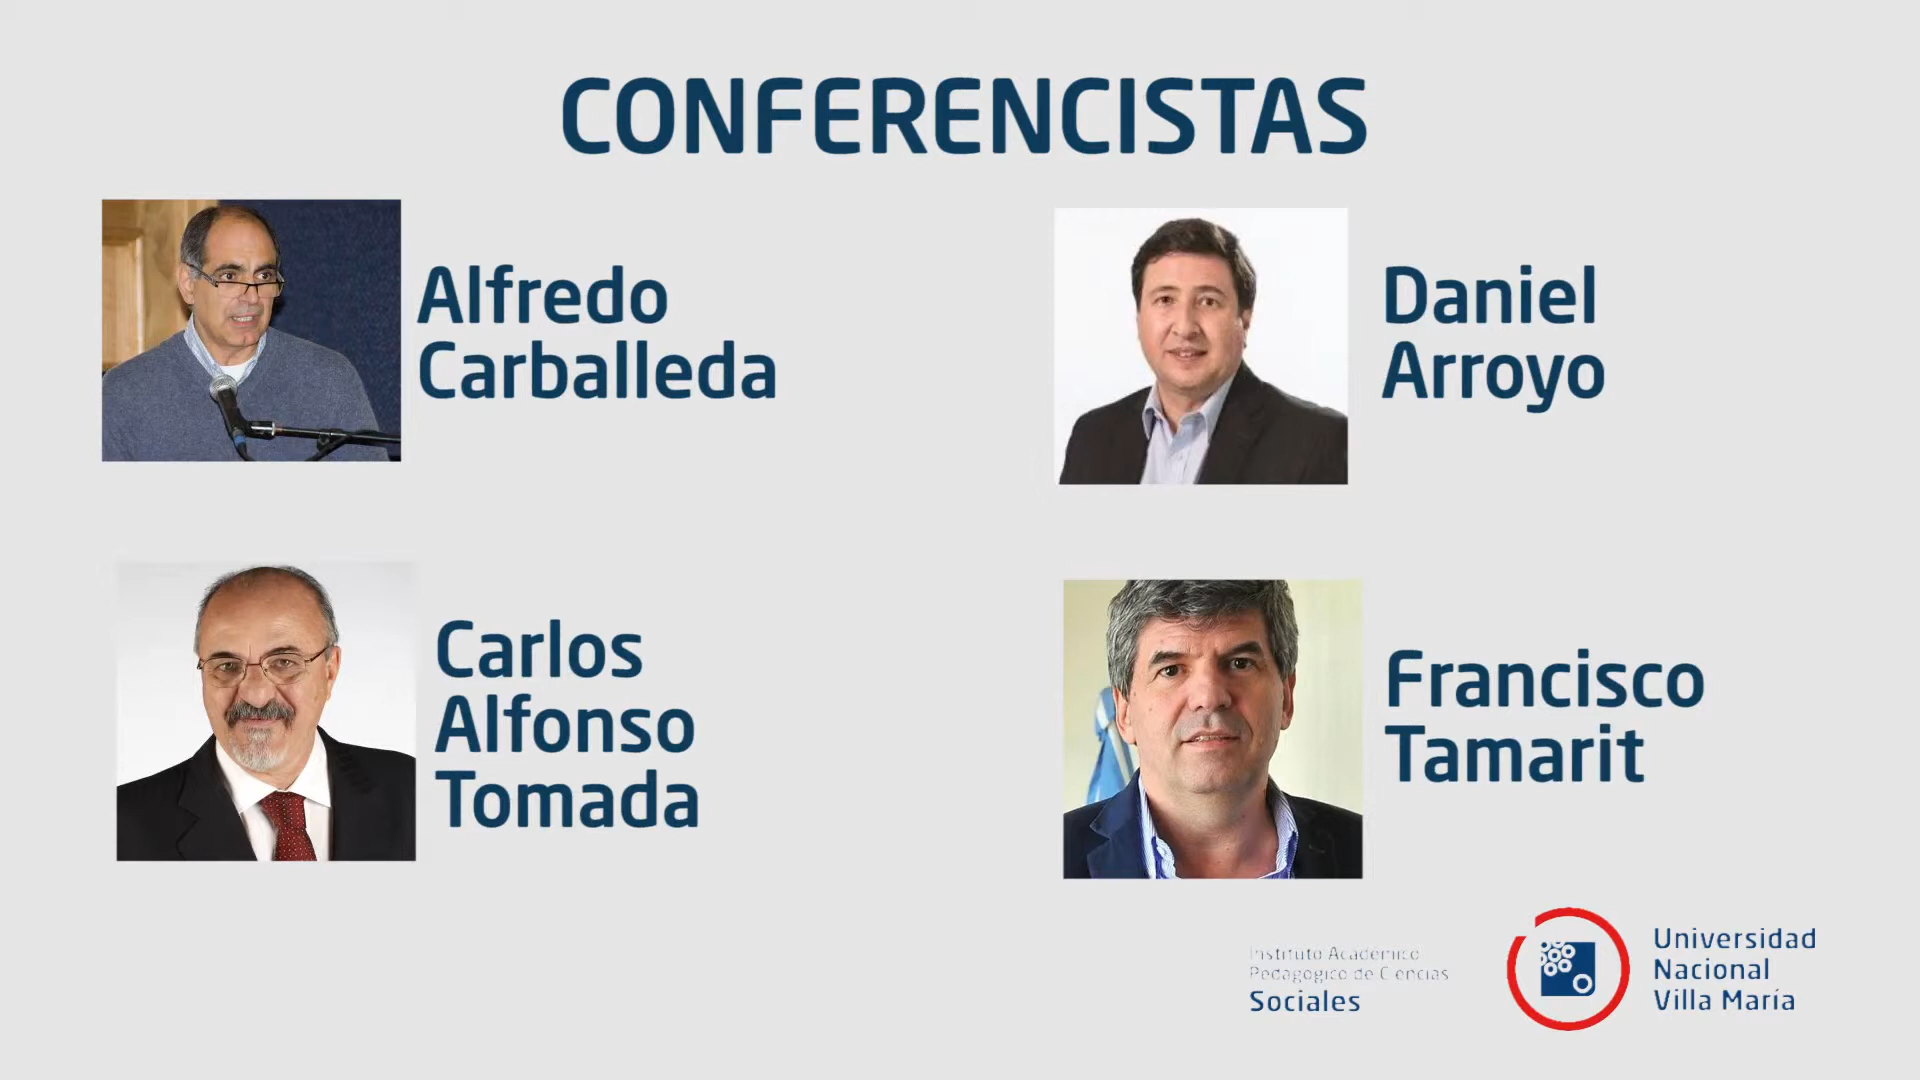 CONFERENCISTAS
Alfredo
Carballeda
Daniel
Arroyo
Carlos
Alfonso
Tomada
Francisco
Tamarit
Instituto Académico
Pedagógico de Ciencias
Sociales
Universidad
Nacional
Villa María